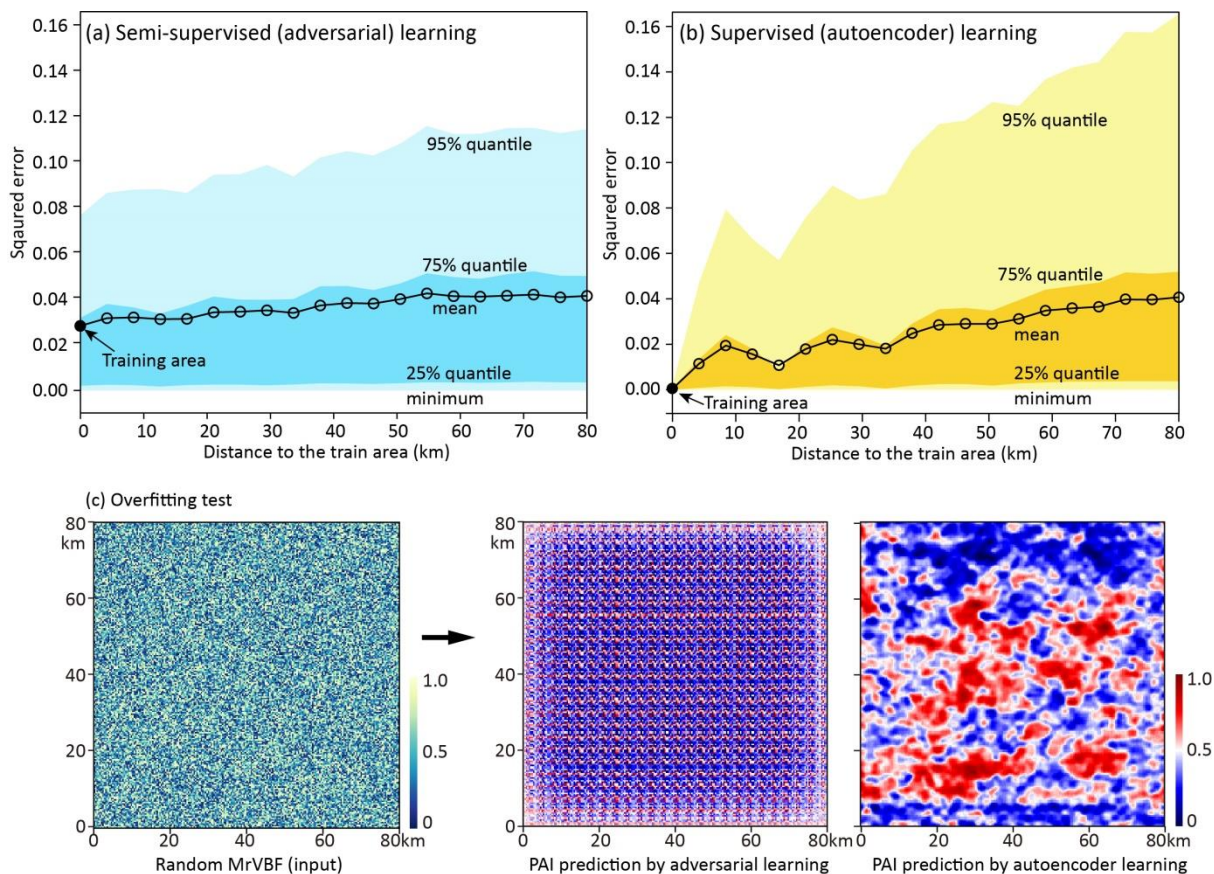 (a) Semi-supervised (adversarial) learning
0.16
0.14
0.12
0.10
0.08
0.06
0.04
0.02
0.00
Sqaured error
95% quantile
75% quantile
mean
Training area
25% quantile
minimum
0 10 20 30 40 50 60 70 80
Distance to the train area (km)
(b) Supervised (autoencoder) learning
0.16
0.14
0.12
0.10
0.08
0.06
0.04
0.02
0.00
Sqaured error
95% quantile
75% quantile
mean
25% quantile
Training area
minimum
0 10 20 30 40 50 60 70 80
Distance to the train area (km)
(c) Overfitting test
80
km
60
40
20
0
1.0
0.5
0
20 40 60 80km
Random MrVBF (input)
80
km
60
40
20
0
20 40 60 80km
PAI prediction by adversarial learning
0 20 40 60 80km
PAI prediction by autoencoder learning
1.0
0.5
0